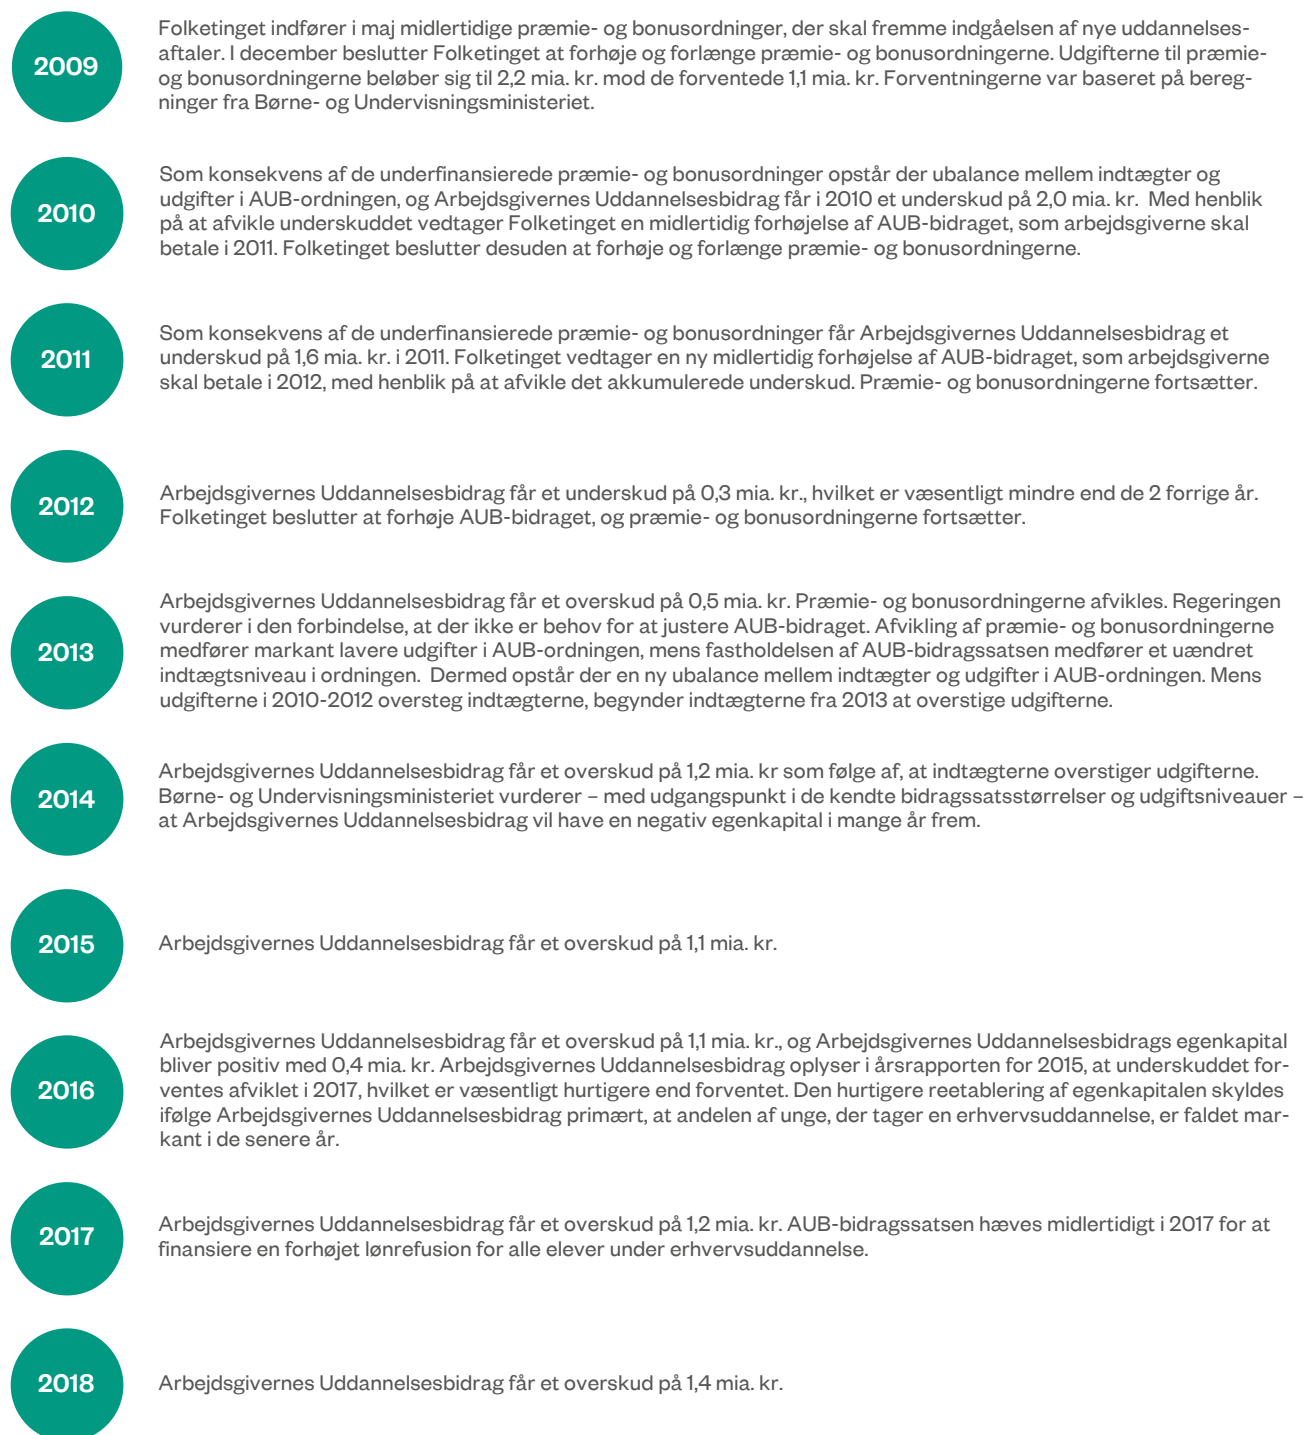 2009
Folketinget indfører i maj midlertidige præmie- og bonusordninger, der skal fremme indgåelsen af nye uddannelses-
aftaler. I december beslutter Folketinget at forhøje og forlænge præmie- og bonusordningerne. Udgifterne til præmie-
og bonusordningerne beløber sig til 2,2 mia. kr. mod de forventede 1,1 mia. kr. Forventningerne var baseret på bereg-
ninger fra Børne- og Undervisningsministeriet.
2010
Som konsekvens af de underfinansierede præmie- og bonusordninger opstår der ubalance mellem indtægter og
udgifter i AUB-ordningen, og Arbejdsgivernes Uddannelsesbidrag får i 2010 et underskud på 2,0 mia. kr. Med henblik
på at afvikle underskuddet vedtager Folketinget en midlertidig forhøjelse af AUB-bidraget, som arbejdsgiverne skal
betale i 2011. Folketinget beslutter desuden at forhøje og forlænge præmie- og bonusordningerne.
2011
Som konsekvens af de underfinansierede præmie- og bonusordninger får Arbejdsgivernes Uddannelsesbidrag et
underskud på 1,6 mia. kr. i 2011. Folketinget vedtager en ny midlertidig forhøjelse af AUB-bidraget, som arbejdsgiverne
skal betale i 2012, med henblik på at afvikle det akkumulerede underskud. Præmie- og bonusordningerne fortsætter.
2012
Arbejdsgivernes Uddannelsesbidrag får et underskud på 0,3 mia. kr., hvilket er væsentligt mindre end de 2 forrige år.
Folketinget beslutter at forhøje AUB-bidraget, og præmie- og bonusordningerne fortsætter.
2013
Arbejdsgivernes Uddannelsesbidrag får et overskud på 0,5 mia. kr. Præmie- og bonusordningerne afvikles. Regeringen
vurderer i den forbindelse, at der ikke er behov for at justere AUB-bidraget. Afvikling af præmie- og bonusordningerne
medfører markant lavere udgifter i AUB-ordningen, mens fastholdelsen af AUB-bidragssatsen medfører et uændret
indtægtsniveau i ordningen. Dermed opstår der en ny ubalance mellem indtægter og udgifter i AUB-ordningen. Mens
udgifterne i 2010-2012 oversteg indtægterne, begynder indtægterne fra 2013 at overstige udgifterne.
2014
Arbejdsgivernes Uddannelsesbidrag får et overskud på 1,2 mia. kr som følge af, at indtægterne overstiger udgifterne.
Børne- og Undervisningsministeriet vurderer – med udgangspunkt i de kendte bidragssatsstørrelser og udgiftsniveauer –
at Arbejdsgivernes Uddannelsesbidrag vil have en negativ egenkapital i mange år frem.
2015
Arbejdsgivernes Uddannelsesbidrag får et overskud på 1,1 mia. kr.
2016
Arbejdsgivernes Uddannelsesbidrag får et overskud på 1,1 mia. kr., og Arbejdsgivernes Uddannelsesbidrags egenkapital
bliver positiv med 0,4 mia. kr. Arbejdsgivernes Uddannelsesbidrag oplyser i årsrapporten for 2015, at underskuddet for-
ventes afviklet i 2017, hvilket er væsentligt hurtigere end forventet. Den hurtigere reetablering af egenkapitalen skyldes
ifølge Arbejdsgivernes Uddannelsesbidrag primært, at andelen af unge, der tager en erhvervsuddannelse, er faldet mar-
kant i de senere år.
2017
Arbejdsgivernes Uddannelsesbidrag får et overskud på 1,2 mia. kr. AUB-bidragssatsen hæves midlertidigt i 2017 for at
finansiere en forhøjet lønrefusion for alle elever under erhvervsuddannelse.
2018
Arbejdsgivernes Uddannelsesbidrag får et overskud på 1,4 mia. kr.